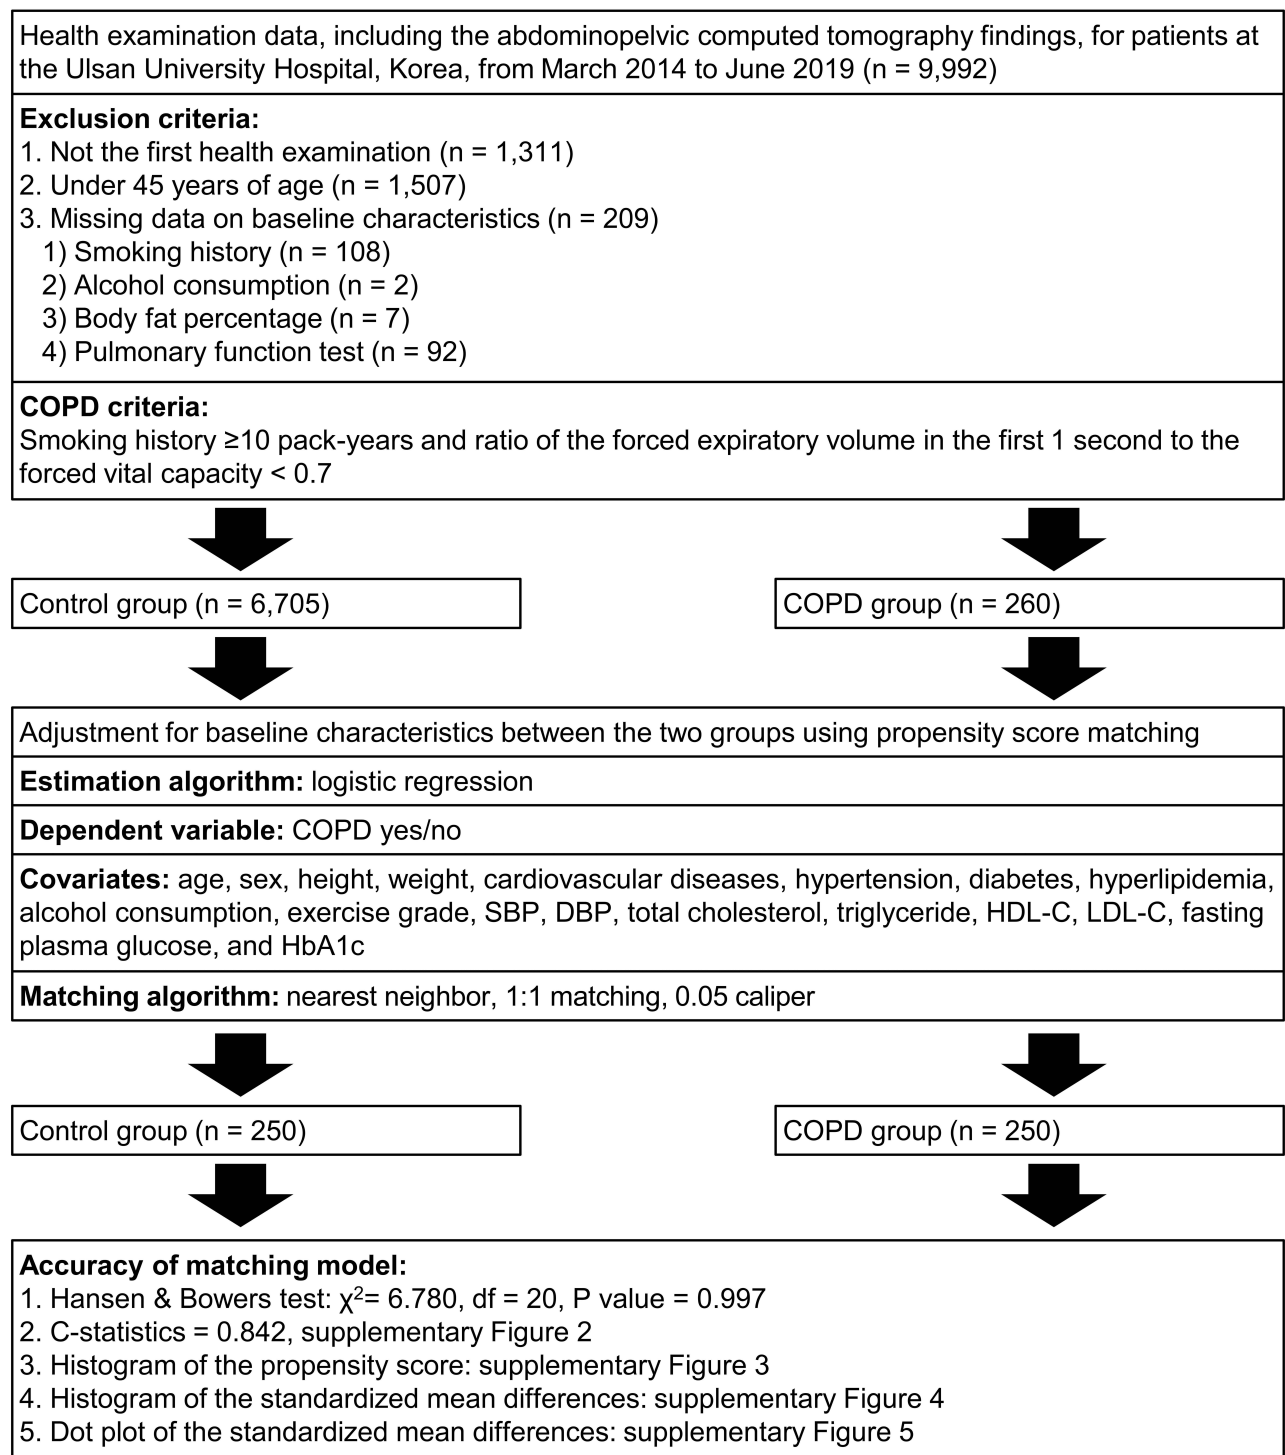 Health examination data, including the abdominopelvic computed tomography findings, for patients at
the Ulsan University Hospital, Korea, from March 2014 to June 2019 (n = 9,992)
Exclusion criteria:
1. Not the first health examination (n = 1,311)
2. Under 45 years of age (n = 1,507)
3. Missing data on baseline characteristics (n = 209)
1) Smoking history (n = 108)
2) Alcohol consumption (n = 2)
3) Body fat percentage (n = 7)
4) Pulmonary function test (n = 92)
COPD criteria:
Smoking history ≥10 pack-years and ratio of the forced expiratory volume in the first 1 second to the
forced vital capacity < 0.7
Control group (n = 6,705)
COPD group (n = 260)
Adjustment for baseline characteristics between the two groups using propensity score matching
Estimation algorithm: logistic regression
Dependent variable: COPD yes/no
Covariates: age, sex, height, weight, cardiovascular diseases, hypertension, diabetes, hyperlipidemia,
alcohol consumption, exercise grade, SBP, DBP, total cholesterol, triglyceride, HDL-C, LDL-C, fasting
plasma glucose, and HbA1c
Matching algorithm: nearest neighbor, 1:1 matching, 0.05 caliper
Control group (n = 250)
COPD group (n = 250)
Accuracy of matching model:
1. Hansen & Bowers test: χ²= 6.780, df = 20, P value = 0.997
2. C-statistics = 0.842, supplementary Figure 2
3. Histogram of the propensity score: supplementary Figure 3
4. Histogram of the standardized mean differences: supplementary Figure 4
5. Dot plot of the standardized mean differences: supplementary Figure 5